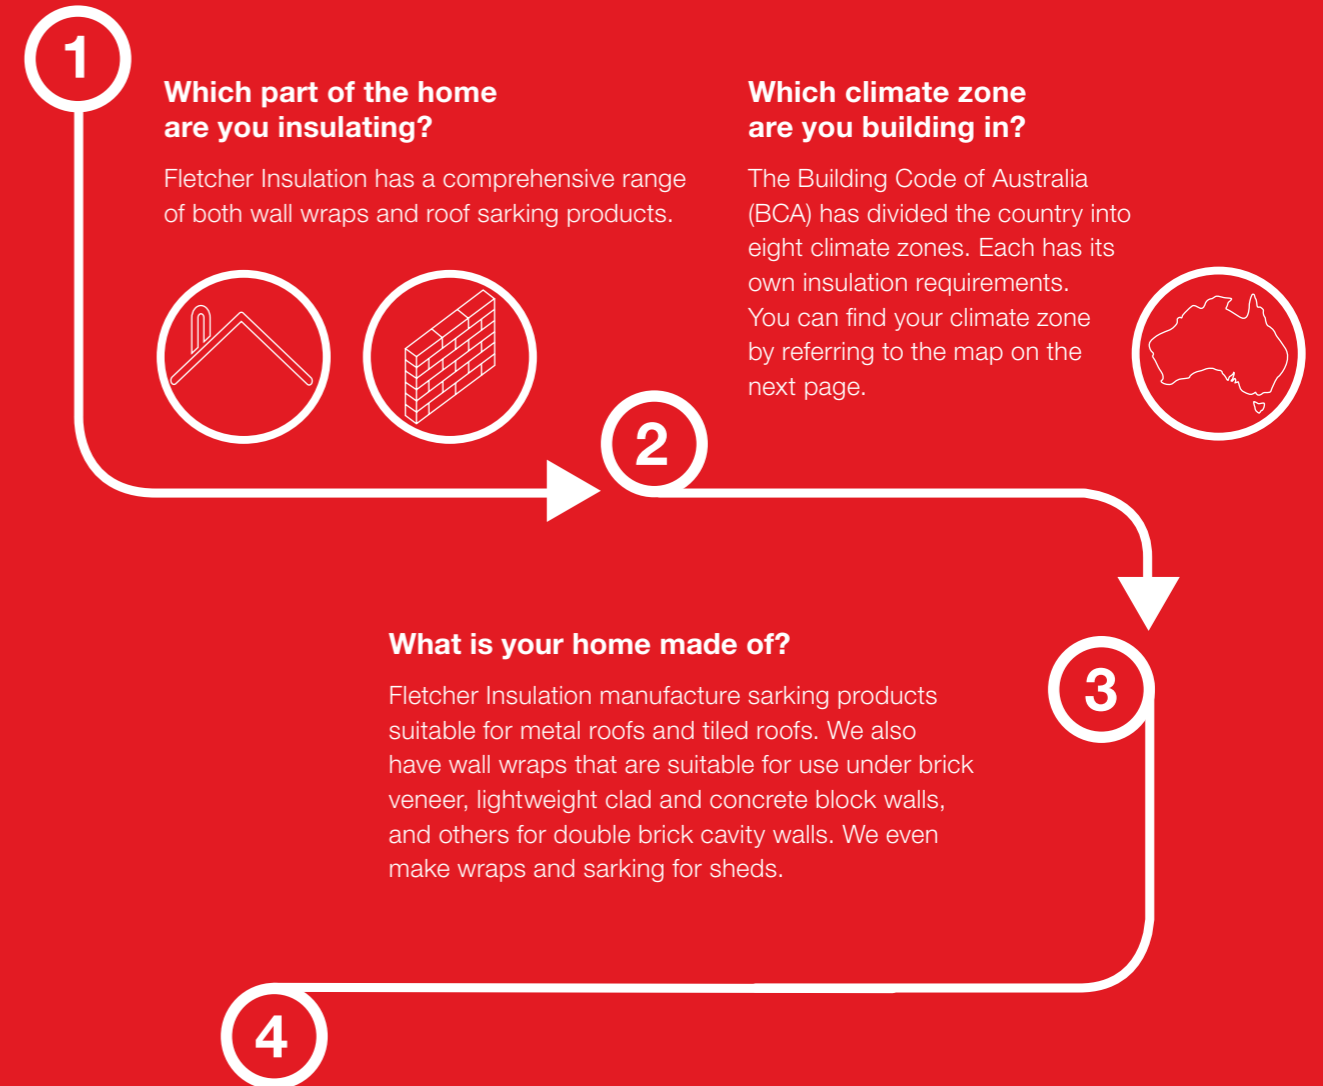 1
Which part of the home
are you insulating?
Fletcher Insulation has a comprehensive range
of both wall wraps and roof sarking products.
2
Which climate zone
are you building in?
The Building Code of Australia
(BCA) has divided the country into
eight climate zones. Each has its
own insulation requirements.
You can find your climate zone
by referring to the map on the
next page.
3
What is your home made of?
Fletcher Insulation manufacture sarking products
suitable for metal roofs and tiled roofs. We also
have wall wraps that are suitable for use under brick
veneer, lightweight clad and concrete block walls,
and others for double brick cavity walls. We even
make wraps and sarking for sheds.
4